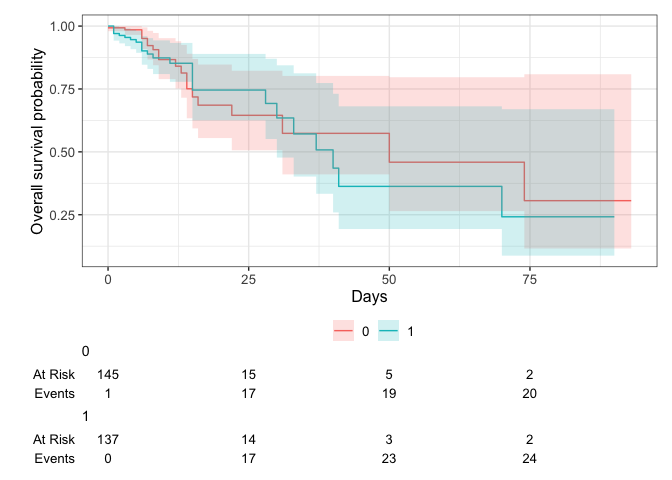 1.00
0.75
0.50
0.25
Overall survival probability
0 25 50 75
Days
0 1
0
At Risk 145 15 5 2
Events 1 17 19 20
1
At Risk 137 14 3 2
Events 0 17 23 24